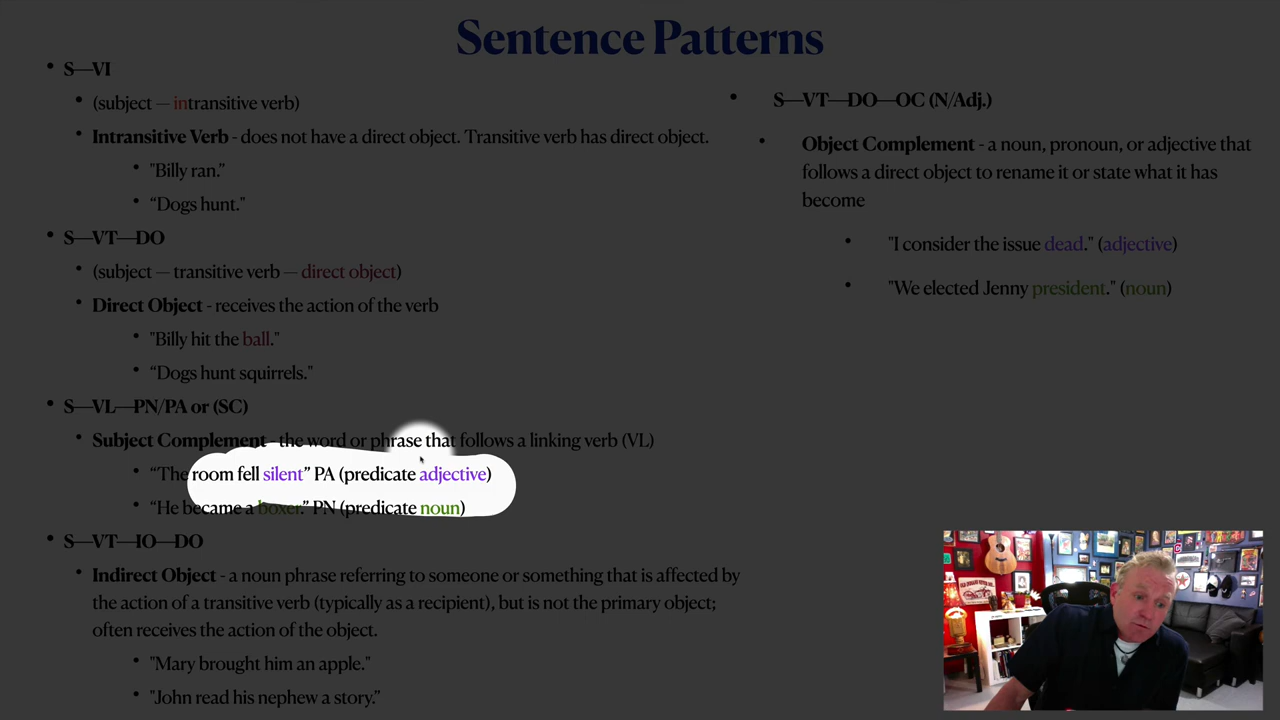 Sentence Patterns
S—VI
(subject — intransitive verb)
Intransitive Verb - does not have a direct object. Transitive verb has direct object.
"Billy ran.”
“Dogs hunt."
S—VT—DO
(subject — transitive verb — direct object)
Direct Object - receives the action of the verb
"Billy hit the ball."
“Dogs hunt squirrels."
S—VL—PN/PA or (SC)
Subject Complement - the word or phrase that follows a linking verb (VL)
“The room fell silent” PA (predicate adjective)
“He became a boxer.” PN (predicate noun)
S—VT—IO—DO
Indirect Object - a noun phrase referring to someone or something that is affected by
the action of a transitive verb (typically as a recipient), but is not the primary object;
often receives the action of the object.
"Mary brought him an apple."
"John read his nephew a story.”
S—VT—DO—OC (N/Adj.)
Object Complement - a noun, pronoun, or adjective that
follows a direct object to rename it or state what it has
become
"I consider the issue dead." (adjective)
"We elected Jenny president." (noun)